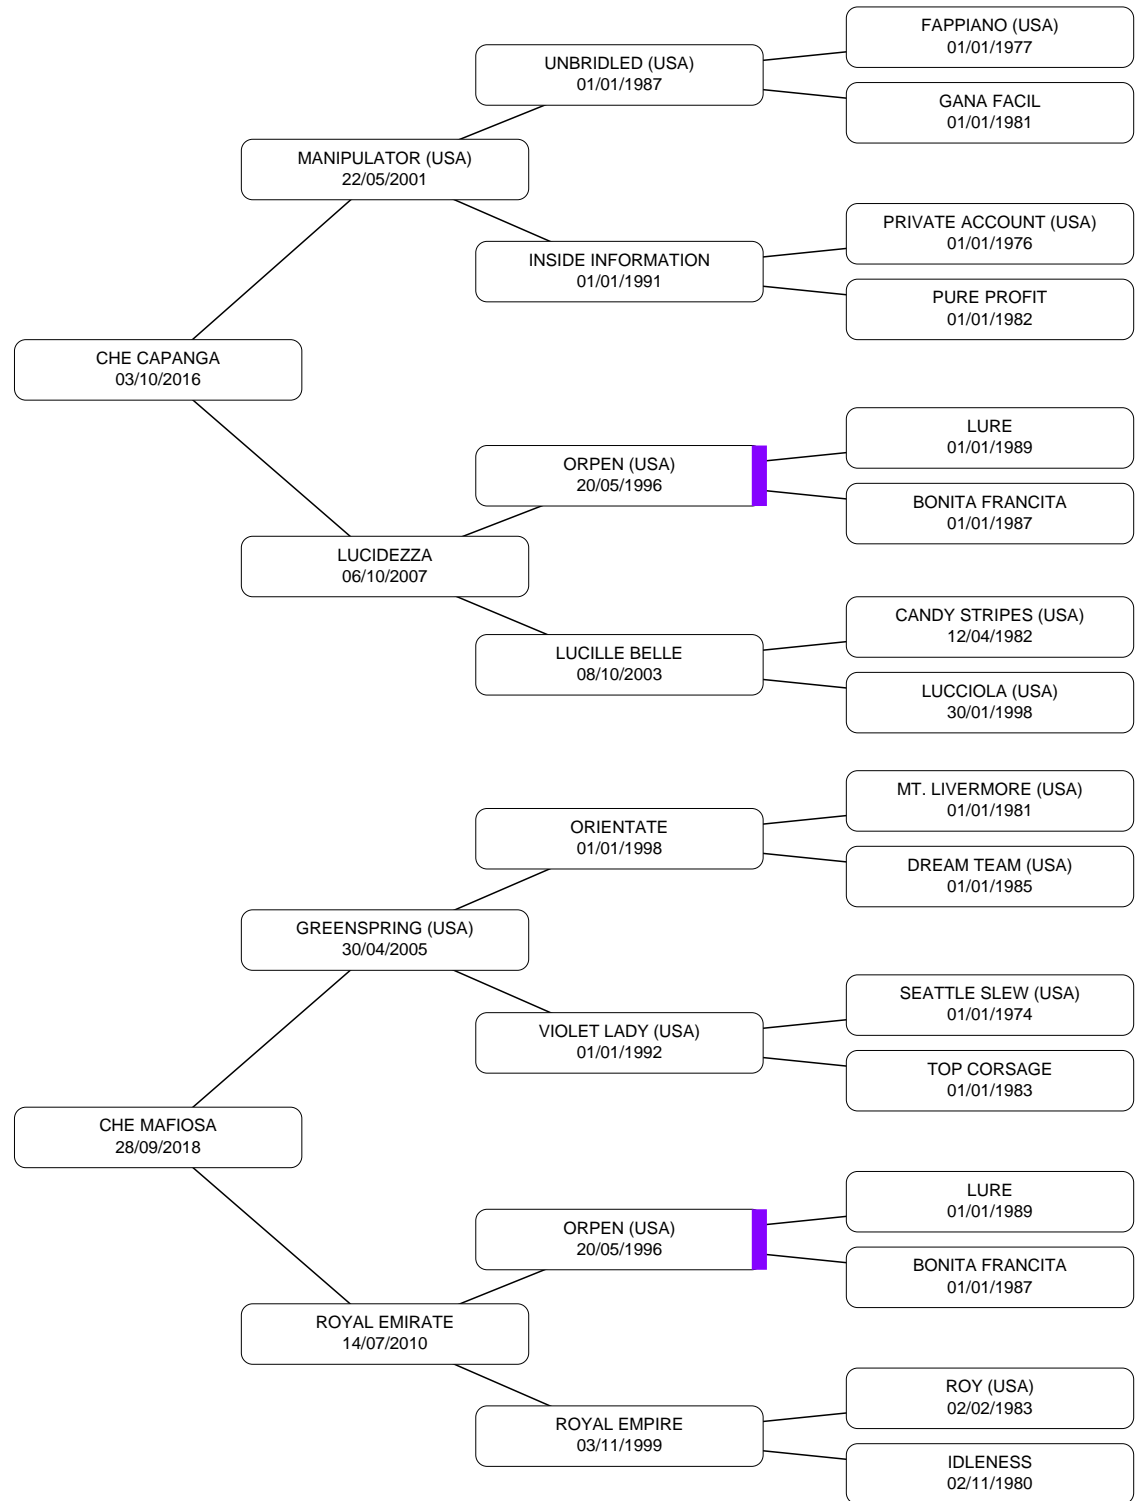 FAPPIANO (USA)
01/01/1977
UNBRIDLED (USA)
01/01/1987
GANA FACIL
01/01/1981
MANIPULATOR (USA)
22/05/2001
PRIVATE ACCOUNT (USA)
01/01/1976
INSIDE INFORMATION
01/01/1991
PURE PROFIT
01/01/1982
CHE CAPANGA
03/10/2016
LURE
01/01/1989
ORPEN (USA)
20/05/1996
BONITA FRANCITA
01/01/1987
LUCIDEZZA
06/10/2007
CANDY STRIPES (USA)
12/04/1982
LUCILLE BELLE
08/10/2003
LUCCIOLA (USA)
30/01/1998
MT. LIVERMORE (USA)
01/01/1981
ORIENTATE
01/01/1998
DREAM TEAM (USA)
01/01/1985
GREENSPRING (USA)
30/04/2005
SEATTLE SLEW (USA)
01/01/1974
VIOLET LADY (USA)
01/01/1992
TOP CORSAGE
01/01/1983
CHE MAFIOSA
28/09/2018
LURE
01/01/1989
ORPEN (USA)
20/05/1996
BONITA FRANCITA
01/01/1987
ROYAL EMIRATE
14/07/2010
ROY (USA)
02/02/1983
ROYAL EMPIRE
03/11/1999
IDLENESS
02/11/1980